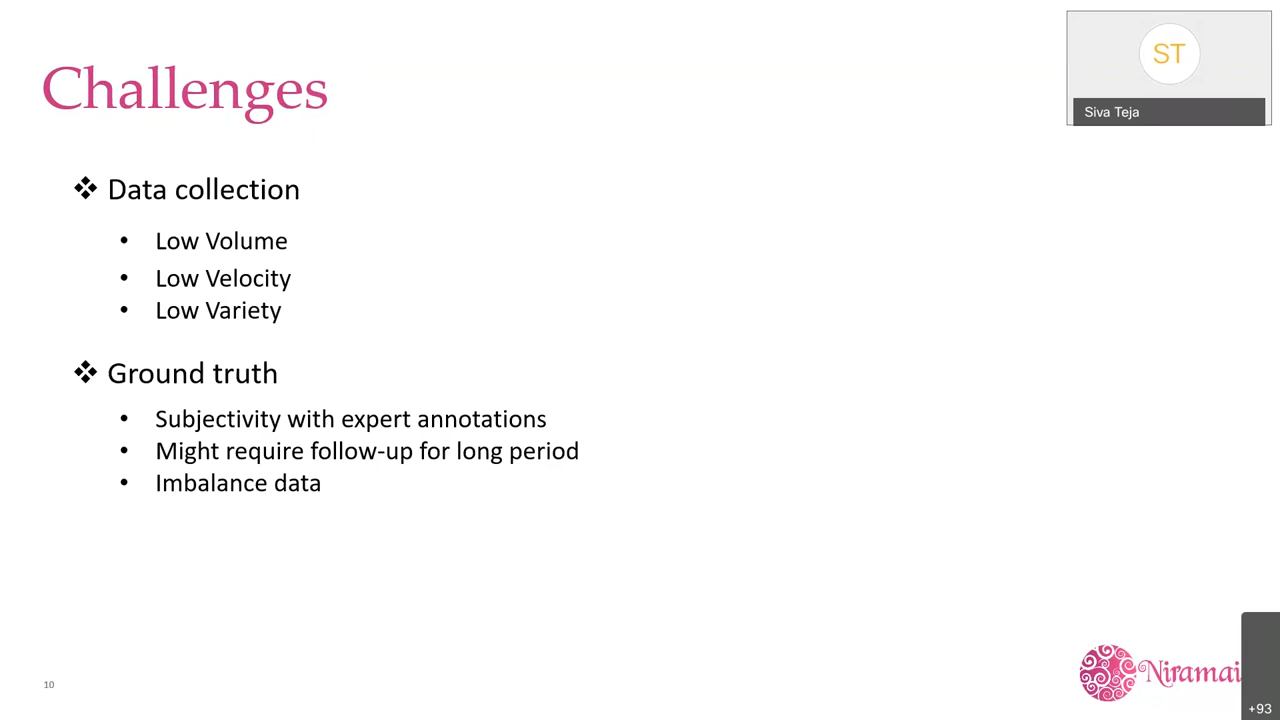 Challenges
ST
Siva Teja
❖ Data collection
• Low Volume
• Low Velocity
• Low Variety
❖ Ground truth
• Subjectivity with expert annotations
• Might require follow-up for long period
• Imbalance data
10
Niramai
+93